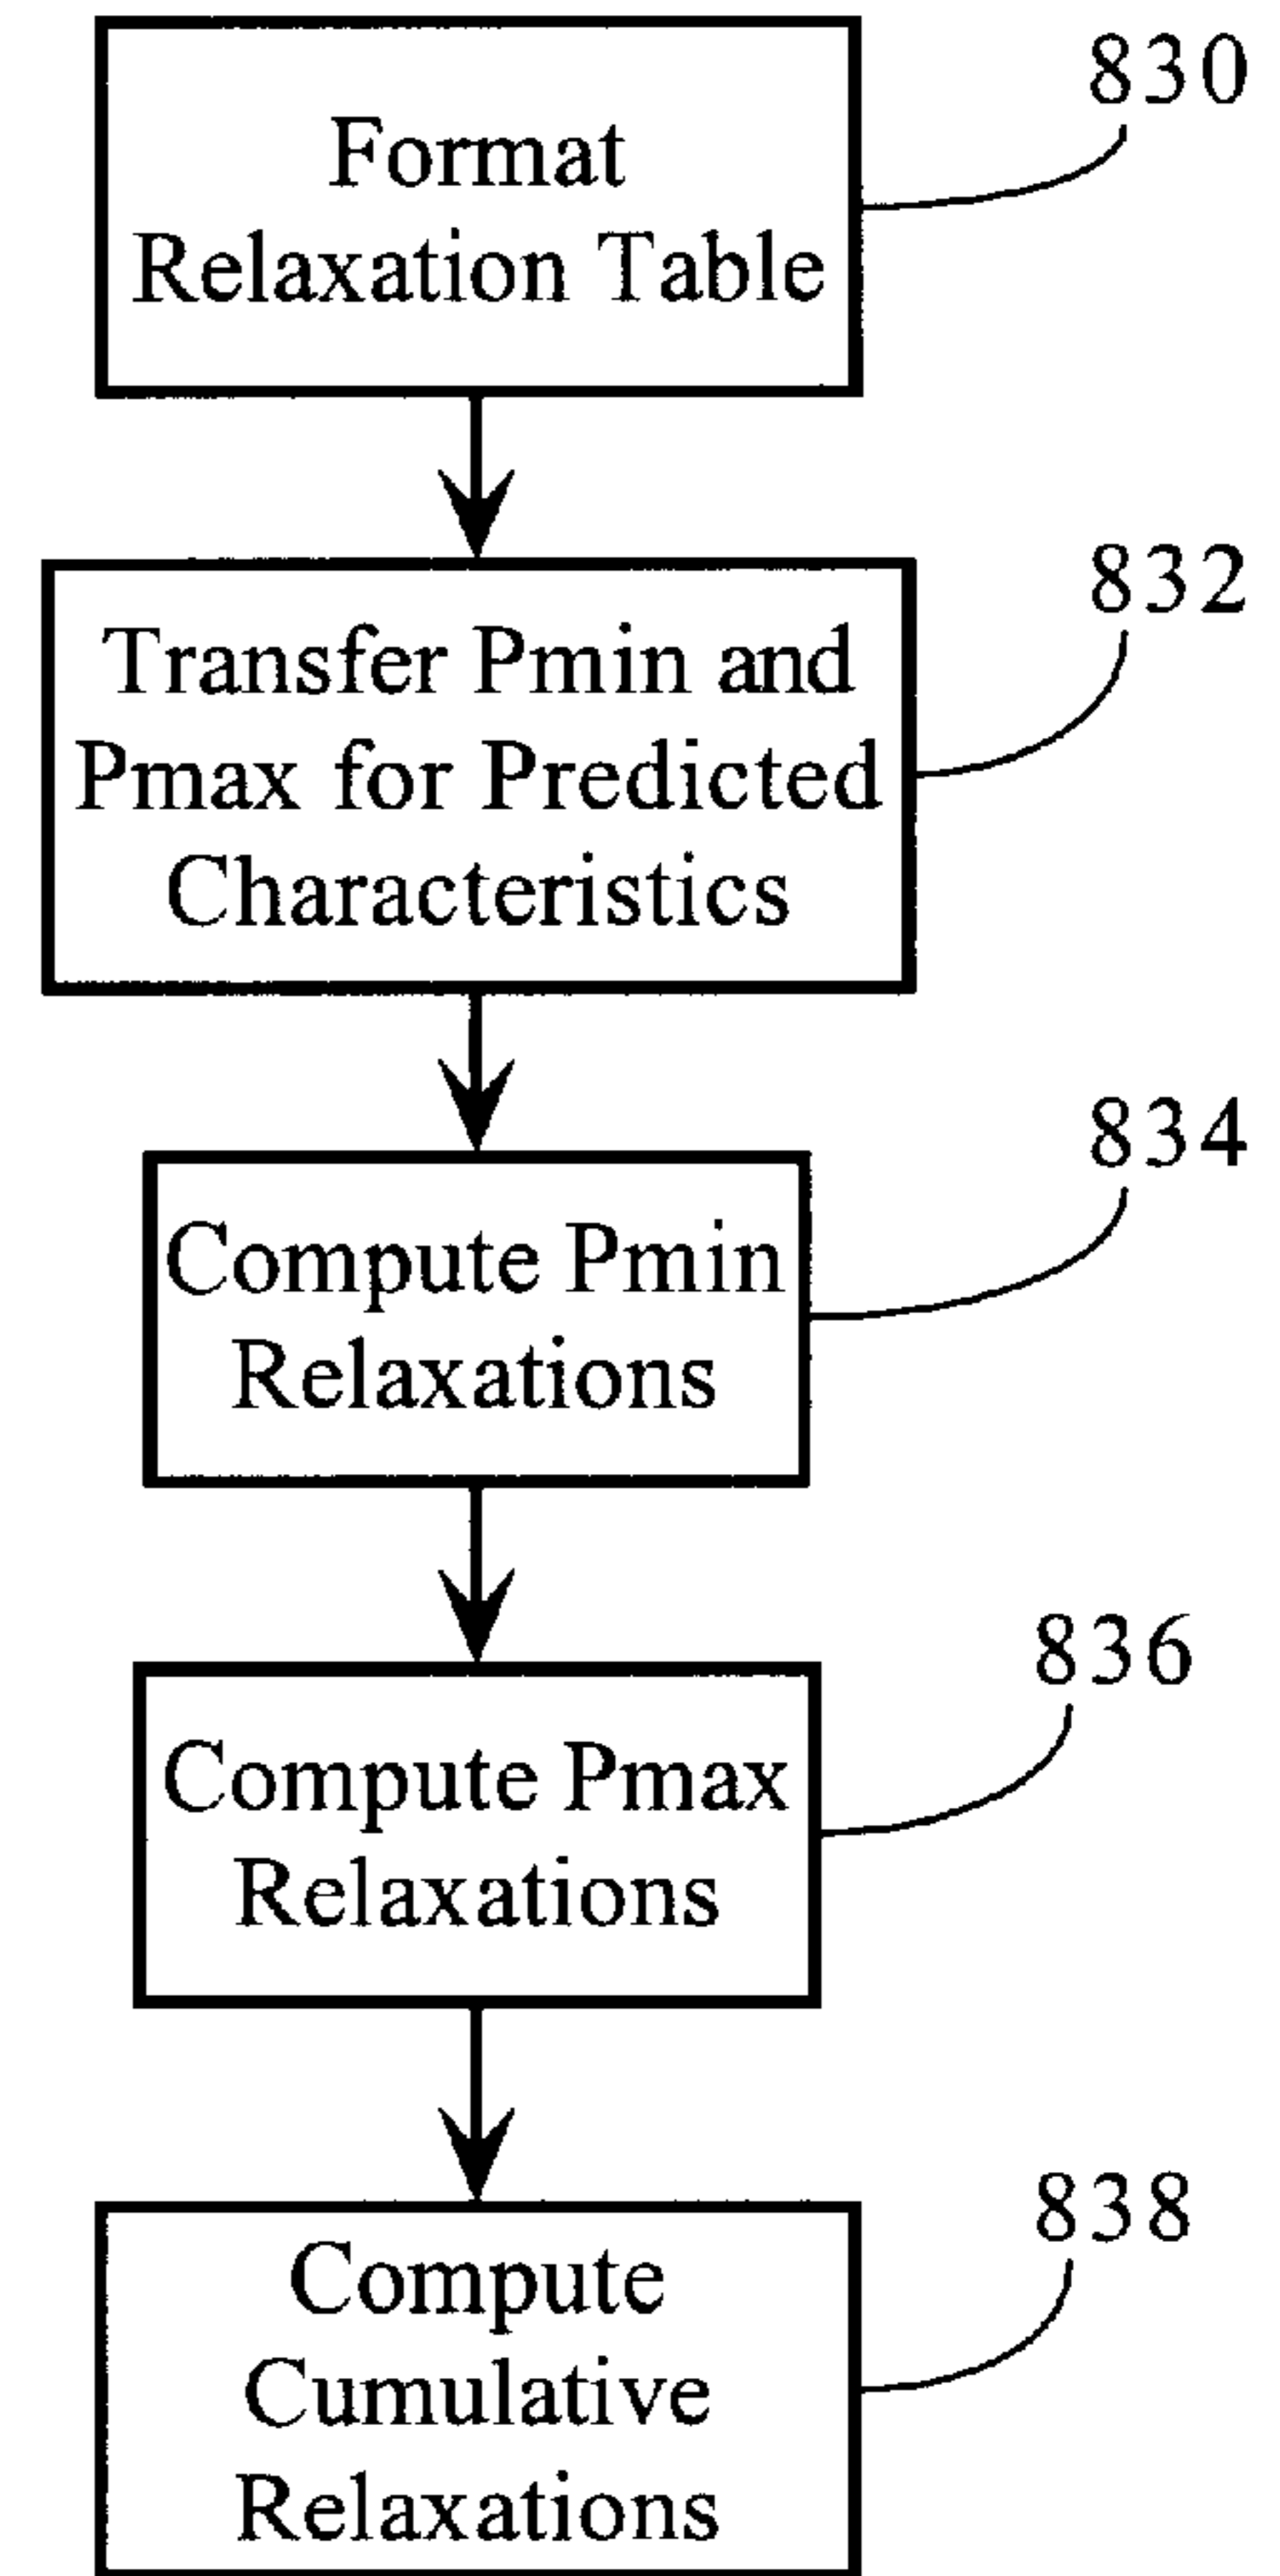 830
Format
Relaxation Table
832
Transfer Pmin and
Pmax for Predicted
Characteristics
834
Compute Pmin
Relaxations
836
Compute Pmax
Relaxations
838
Compute
Cumulative
Relaxations